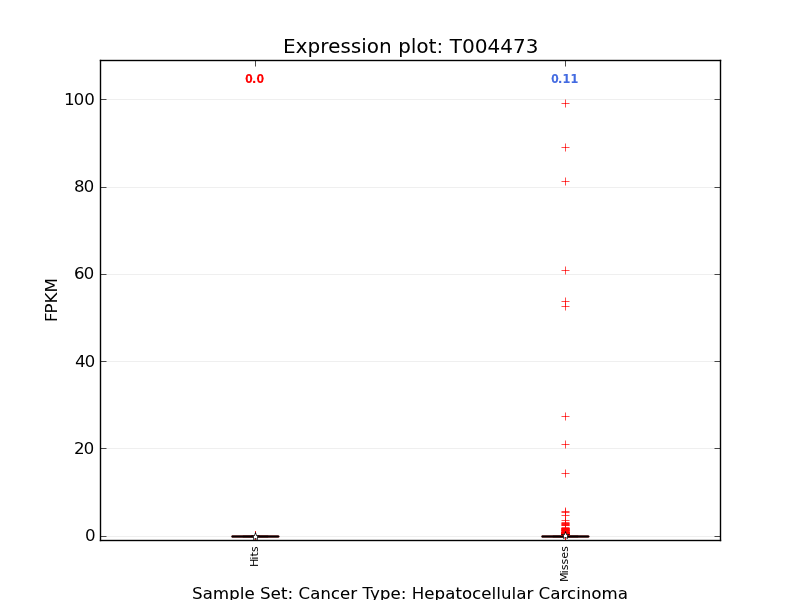 Expression plot: T004473
0.0 0.11
100
80
60
40
20
0
FPKM
Hits
Misses
Sample Set: Cancer Type: Hepatocellular Carcinoma